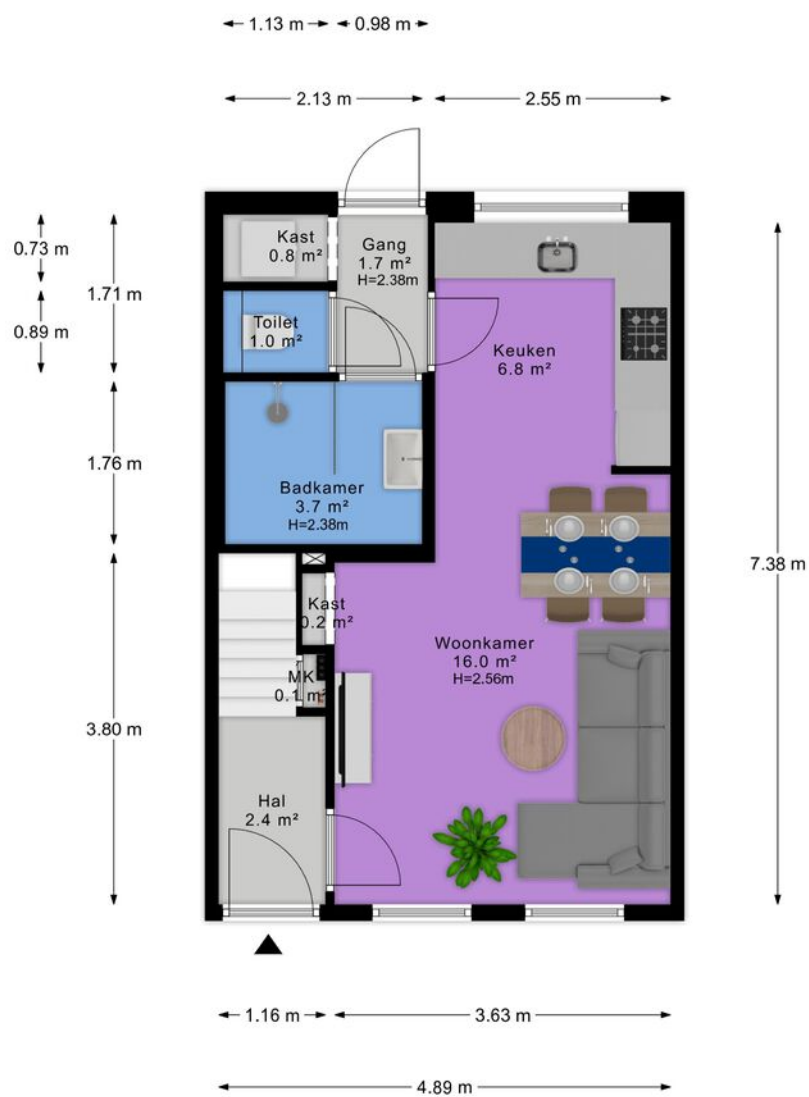 1.13 m
0.98 m
2.13 m
2.55 m
0.73 m
1.71 m
0.89 m
Kast
0.8 m²
Gang
1.7 m²
H=2.38m
Toilet
1.0 m²
Keuken
6.8 m²
1.76 m
Badkamer
3.7 m²
H=2.38m
7.38 m
Kast
0.2 m²
Woonkamer
16.0 m²
H=2.56m
MK
0.1 m²
3.80 m
Hal
2.4 m²
1.16 m
3.63 m
4.89 m